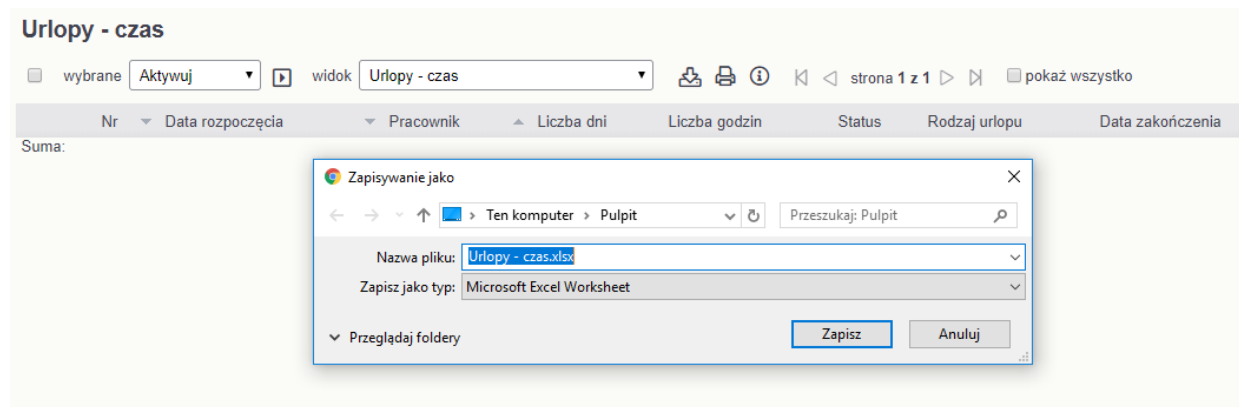 Urlopy - czas
wybrane Aktywuj widok Urlopy - czas strona 1 z 1 pokaż wszystko
Nr Data rozpoczęcia Pracownik Liczba dni Liczba godzin Status Rodzaj urlopu Data zakończenia
Suma:
Zapisywanie jako
Ten komputer > Pulpit Przeszukaj: Pulpit
Nazwa pliku: Urlopy - czas.xlsx
Zapisz jako typ: Microsoft Excel Worksheet
Przeglądaj foldery Zapisz Anuluj